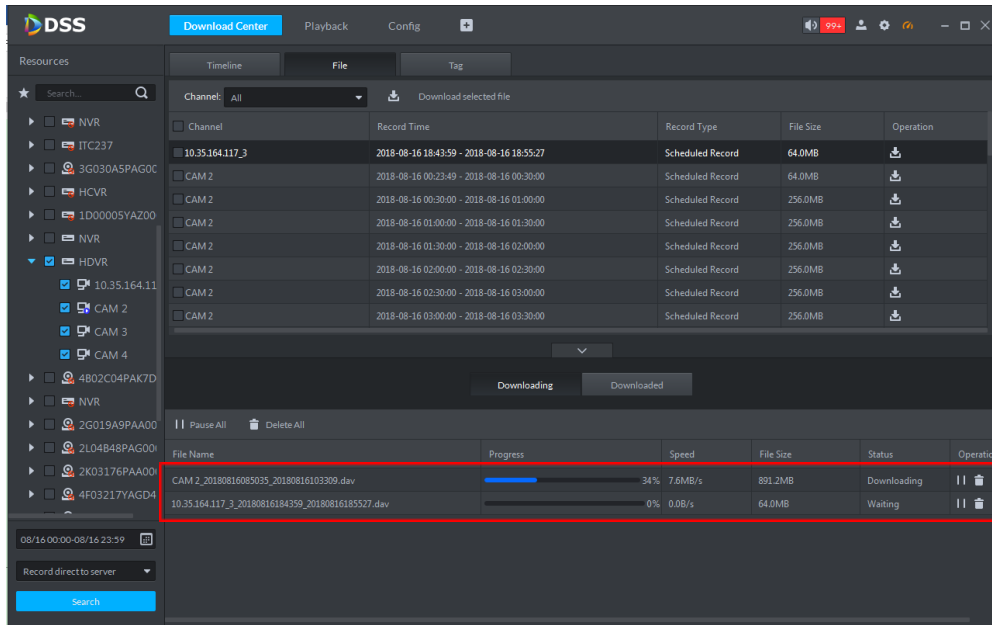 DSS
Download Center
Playback
Config
99+
Resources
Search...
NVR
ITC237
3G030A5PAG00
HCVR
1D00005YAZ00
NVR
HDVR
10.35.164.11
CAM 2
CAM 3
CAM 4
4B02C04PAK7D
NVR
2G019A9PAA00
2L04B48PAG00
2K03176PAA00
4F03217YAGD4
08/16 00:00-08/16 23:59
Record direct to server
Search
Timeline File Tag
Channel: All Download selected file
Channel Record Time Record Type File Size Operation
10.35.164.117_3 2018-08-16 18:43:59 - 2018-08-16 18:55:27 Scheduled Record 64.0MB
CAM 2 2018-08-16 00:23:49 - 2018-08-16 00:30:00 Scheduled Record 64.0MB
CAM 2 2018-08-16 00:30:00 - 2018-08-16 01:00:00 Scheduled Record 256.0MB
CAM 2 2018-08-16 01:00:00 - 2018-08-16 01:30:00 Scheduled Record 256.0MB
CAM 2 2018-08-16 01:30:00 - 2018-08-16 02:00:00 Scheduled Record 256.0MB
CAM 2 2018-08-16 02:00:00 - 2018-08-16 02:30:00 Scheduled Record 256.0MB
CAM 2 2018-08-16 02:30:00 - 2018-08-16 03:00:00 Scheduled Record 256.0MB
CAM 2 2018-08-16 03:00:00 - 2018-08-16 03:30:00 Scheduled Record 256.0MB
Downloading Downloaded
Pause All Delete All
File Name Progress Speed File Size Status Operatio
CAM 2_20180816085035_20180816103309.dav 34% 7.6MB/s 891.2MB Downloading
10.35.164.117_3_20180816184359_20180816185527.dav 0% 0.0B/s 64.0MB Waiting